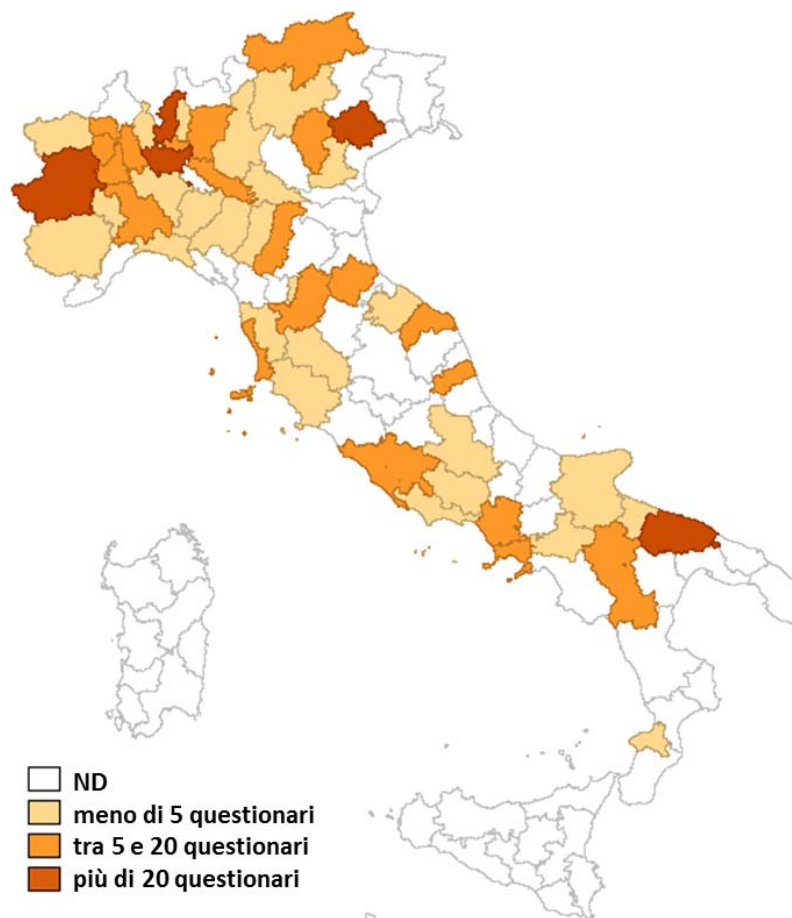 ND
meno di 5 questionari
tra 5 e 20 questionari
più di 20 questionari